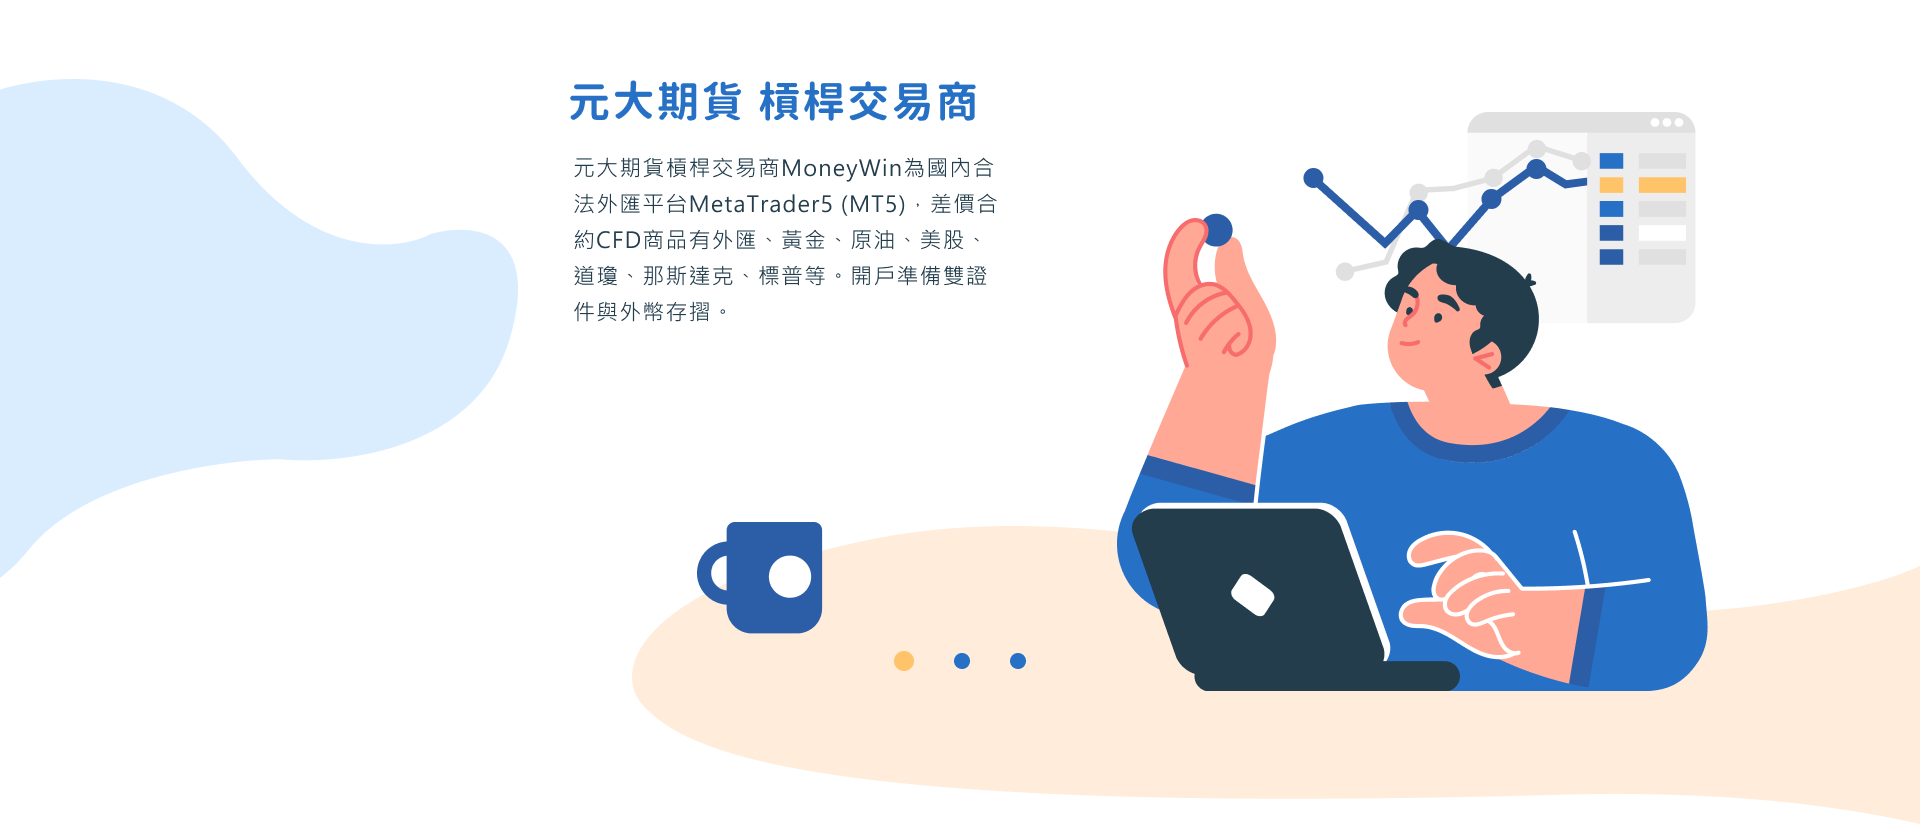 元大期貨 槓桿交易商
元大期貨槓桿交易商MoneyWin為國內合
法外匯平台MetaTrader5 (MT5)，差價合
約CFD商品有外匯、黃金、原油、美股、
道瓊、那斯達克、標普等。開戶準備雙證
件與外幣存摺。